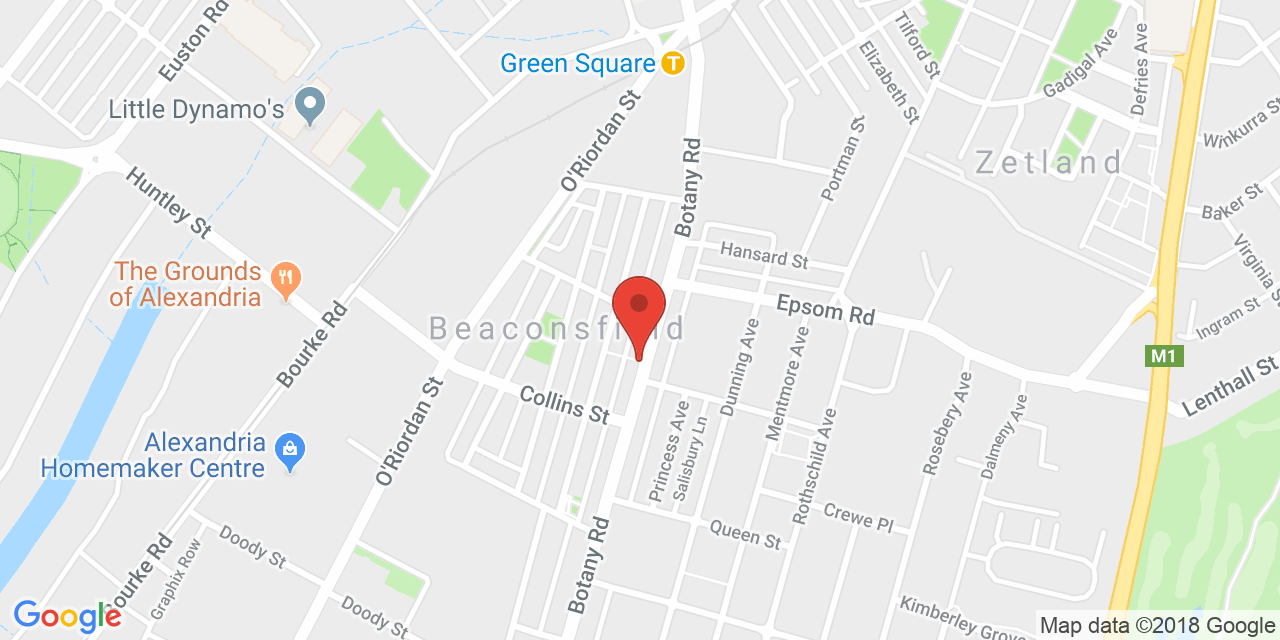 Euston Rd
Tilford St
Gadigal Ave
Defries Ave
Elizabeth St
Green Square
T
Little Dynamo's
O'Riordan St
Botany Rd
Portman St
Winkurra St
Zetland
Huntley St
Baker St
Virginia S
Hansard St
The Grounds
of Alexandria
Epsom Rd
Ingram St
Bourke Rd
Beaconsfield
M1
Dunning Ave
Mentmore Ave
Lenthall St
Collins St
O'Riordan St
Princess Ave
Salisbury Ln
Rothschild Ave
Rosebery Ave
Dalmeny Ave
Alexandria
Homemaker Centre
Crewe Pl
Queen St
Doody St
Bourke Rd
Graphix Row
Botany Rd
Doody St
Kimberley Grove
Google
Map data ©2018 Google